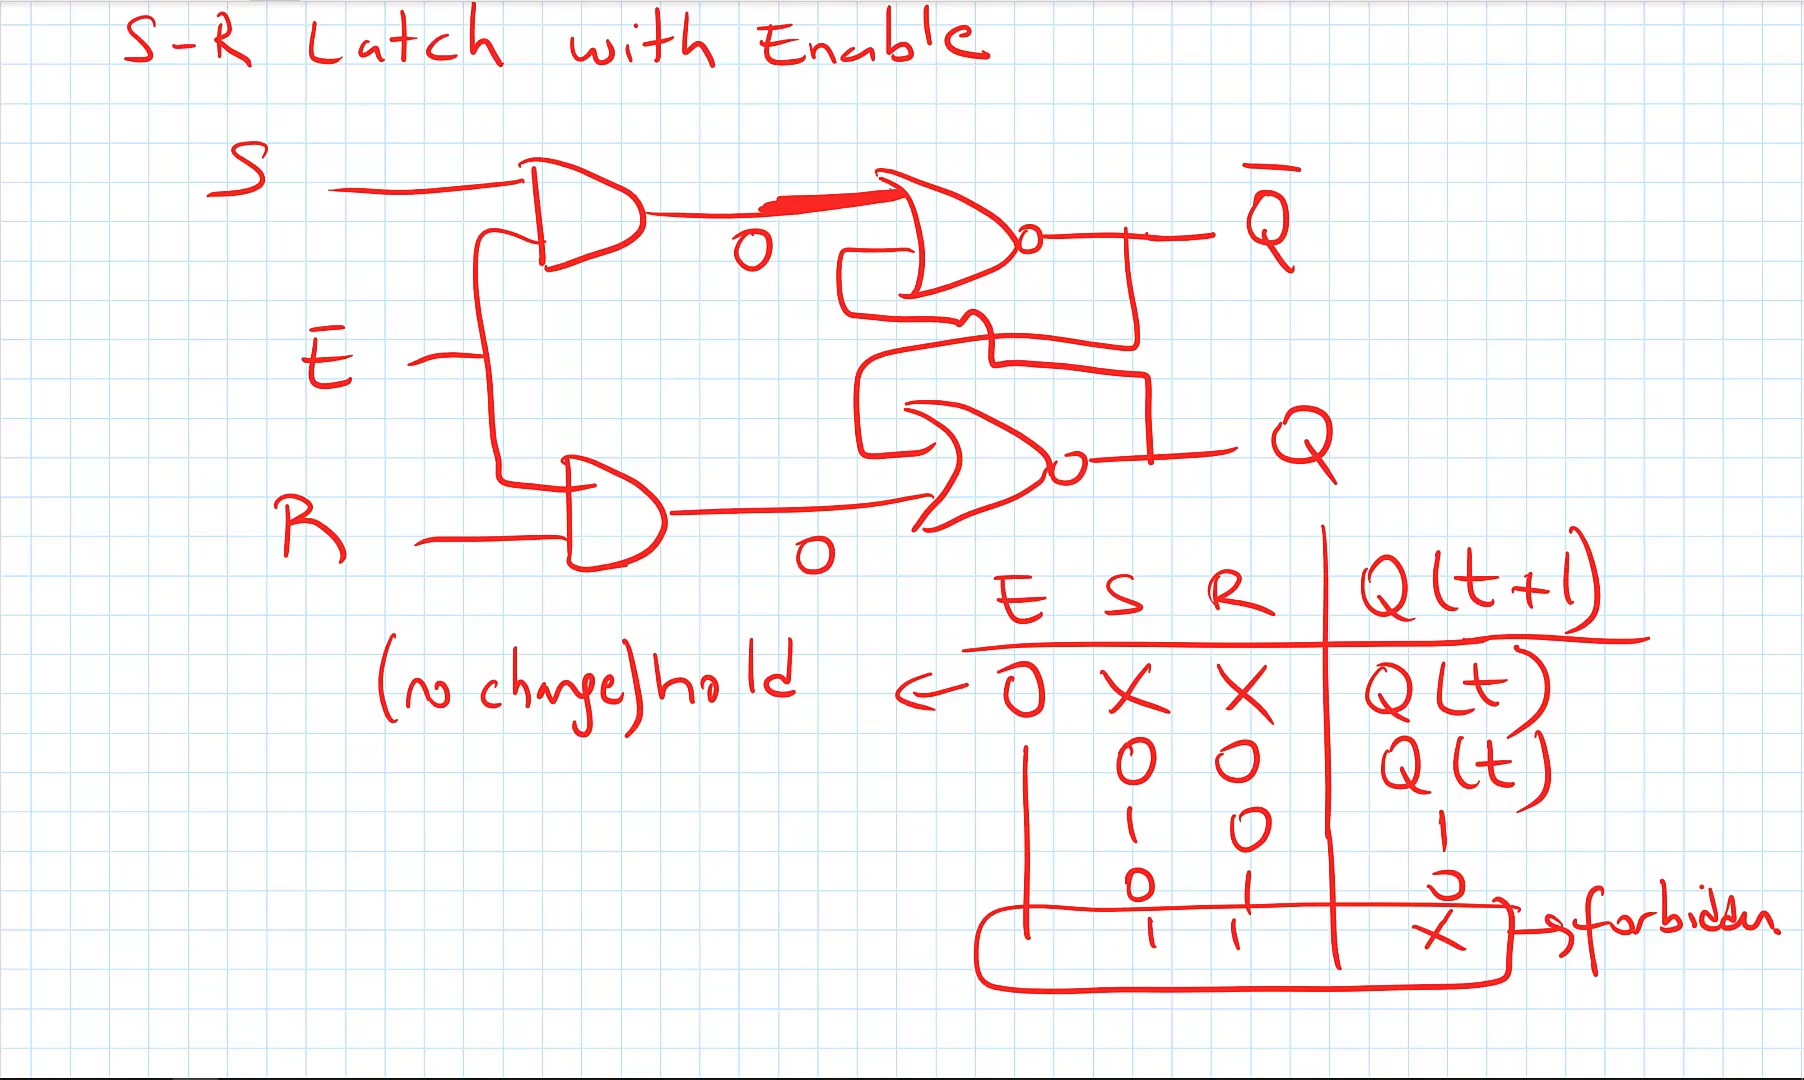 S-R Latch with Enable
S
Q̅
0
E
Q
R
0
E S R Q(t+1)
(no change) hold ← 0 X X Q(t)
0 0 Q(t)
1 0 1
0 1 0
1 1 X → forbidden.